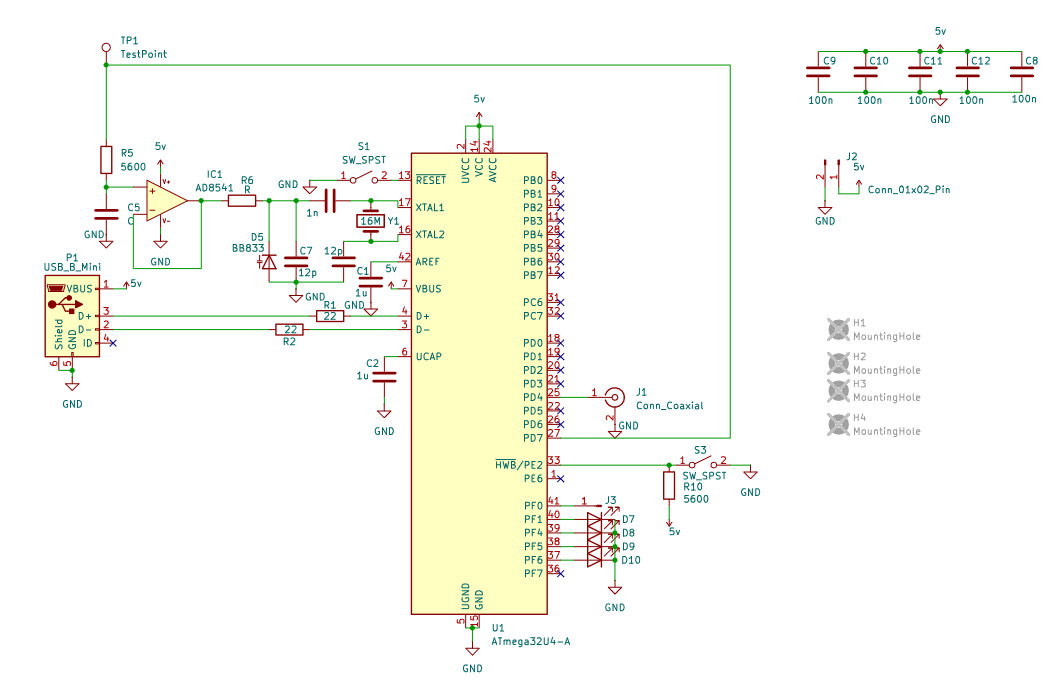 TP1
TestPoint
5v
C9
C10
C11
C12
C8
100n
100n
100n
100n
100n
GND
5v
2
14
24
UVCC
VCC
AVCC
R5
5600
5v
S1
SW_SPST
J2
5v
2
1
Conn_01x02_Pin
GND
IC1
AD8541
R6
R
GND
1
2
13
RESET
V+
V-
+
−
C5
C
GND
GND
1n
17
XTAL1
16M
Y1
16
XTAL2
D5
BB833
C7
12p
12p
GND
42
AREF
C1
1u
5v
GND
7
VBUS
P1
USB_B_Mini
VBUS
1
5v
D+
3
D-
2
ID
4
Shield
GND
6
5
GND
R1
22
4
D+
22
R2
3
D-
C2
1u
6
UCAP
GND
PB0
8
PB1
9
PB2
10
PB3
11
PB4
28
PB5
29
PB6
30
PB7
12
PC6
31
PC7
32
PD0
18
PD1
19
PD2
20
PD3
21
PD4
25
PD5
22
PD6
26
PD7
27
1
J1
Conn_Coaxial
2
GND
HWB/PE2
33
PE6
1
S3
1
2
SW_SPST
R10
5600
5v
GND
PF0
41
1
J3
PF1
40
D7
PF4
39
D8
PF5
38
D9
PF6
37
D10
PF7
36
GND
UGND
GND
5
15
U1
ATmega32U4-A
GND
H1
MountingHole
H2
MountingHole
H3
MountingHole
H4
MountingHole